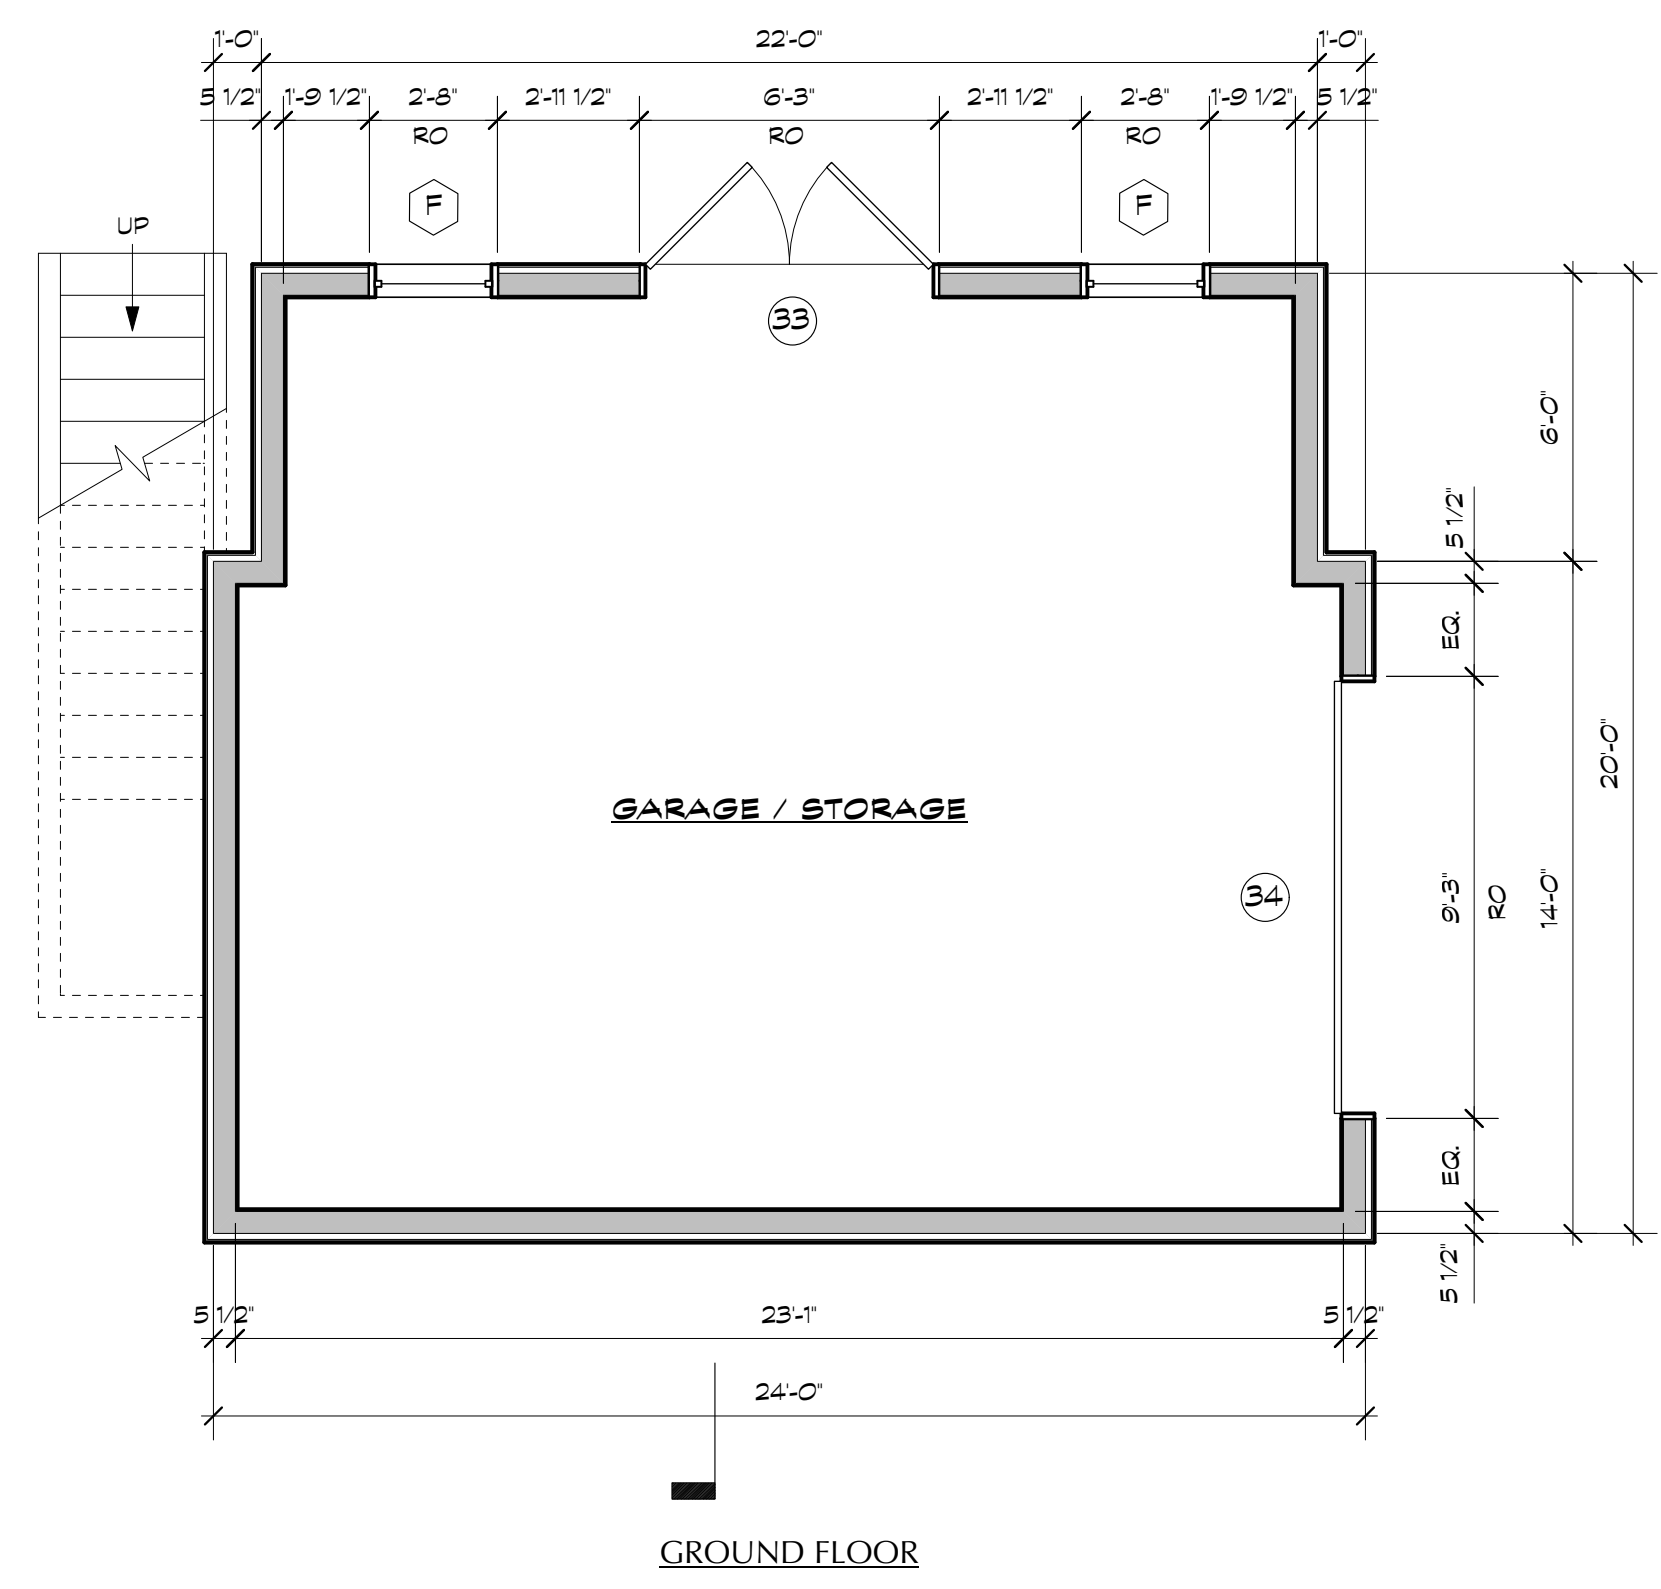 1'-0" 22'-0" 1'-0"
5 1/2" 1'-9 1/2" 2'-8" 2'-11 1/2" 6'-3" 2'-11 1/2" 2'-8" 1'-9 1/2" 5 1/2"
RO RO RO
F F
UP
33
6'-0"
5 1/2"
EQ.
20'-0"
GARAGE / STORAGE
34
9'-3"
RO
14'-0"
EQ.
5 1/2"
5 1/2" 23'-1" 5 1/2"
24'-0"
GROUND FLOOR